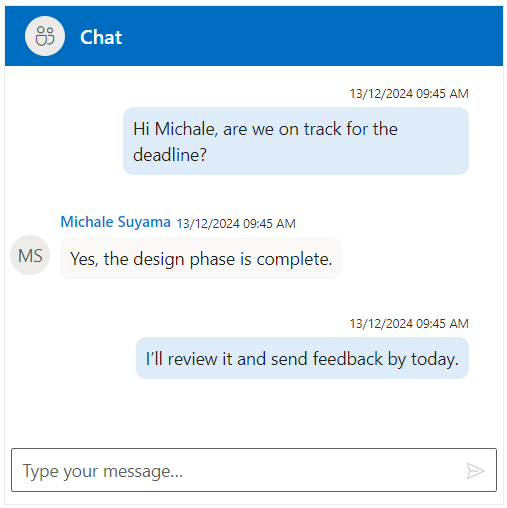 Chat
13/12/2024 09:45 AM
Hi Michale, are we on track for the
deadline?
Michale Suyama 13/12/2024 09:45 AM
MS
Yes, the design phase is complete.
13/12/2024 09:45 AM
I’ll review it and send feedback by today.
Type your message...